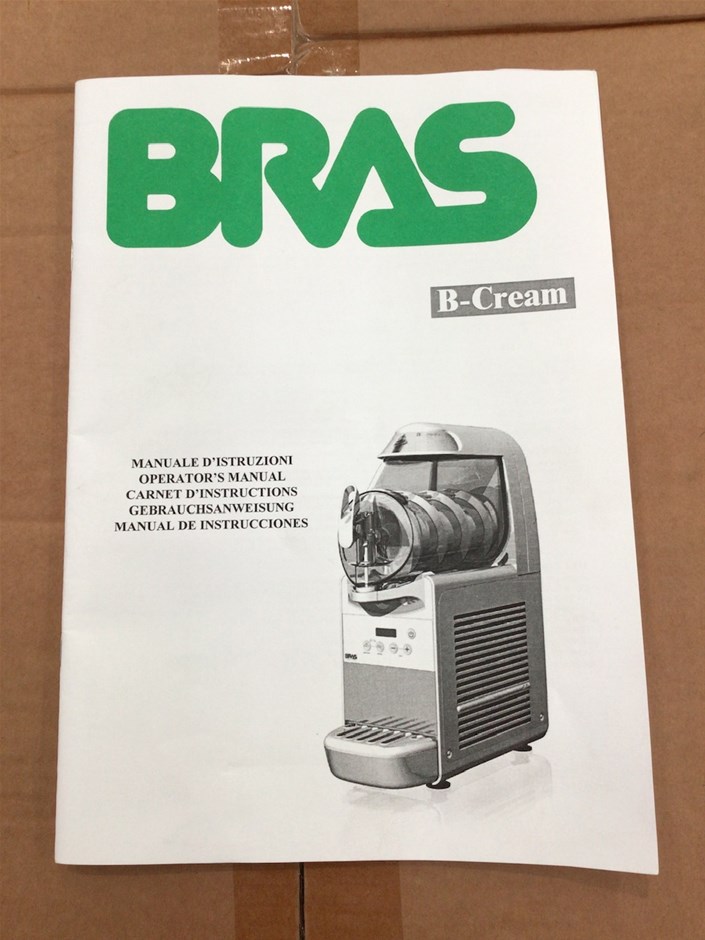 BRAS
B-Cream
MANUALE D'ISTRUZIONI
OPERATOR'S MANUAL
CARNET D'INSTRUCTIONS
GEBRAUCHSANWEISUNG
MANUAL DE INSTRUCCIONES
BRAS